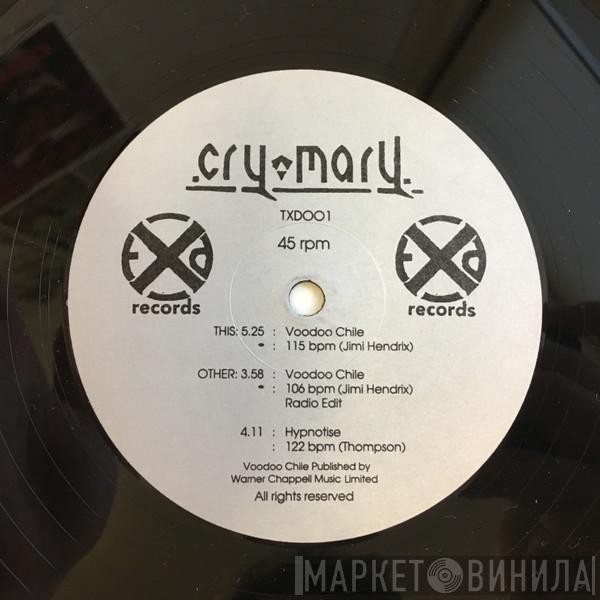 cry mary
TXD001
45 rpm
txd
records
txd
records
THIS: 5.25 : Voodoo Chile
" : 115 bpm (Jimi Hendrix)
OTHER: 3.58 : Voodoo Chile
" : 106 bpm (Jimi Hendrix)
Radio Edit
4.11 : Hypnotise
: 122 bpm (Thompson)
Voodoo Chile Published by
Warner Chappell Music Limited
All rights reserved
МАРКЕТ ВИНИЛА